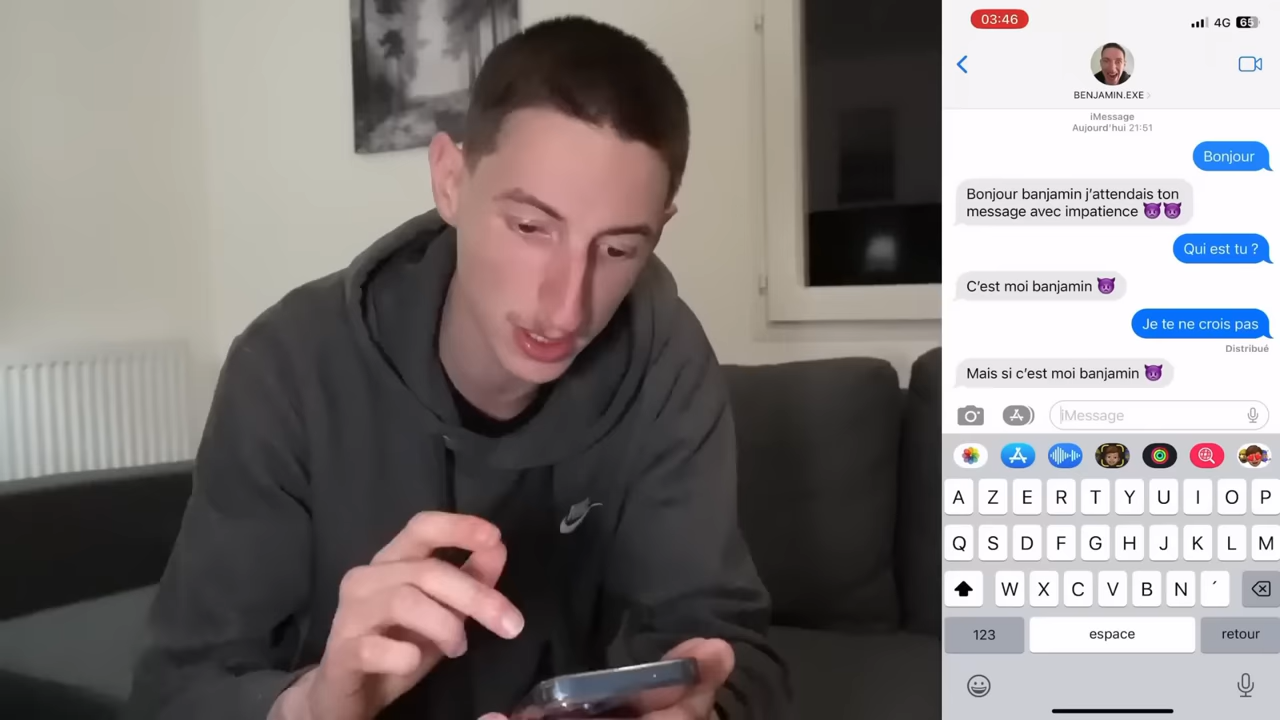 03:46
4G 65
BENJAMIN.EXE
iMessage
Aujourd'hui 21:51
Bonjour
Bonjour banjamin j'attendais ton
message avec impatience 😈😈
Qui est tu ?
C'est moi banjamin 😈
Je te ne crois pas
Distribué
Mais si c'est moi banjamin 😈
iMessage
A Z E R T Y U I O P
Q S D F G H J K L M
W X C V B N ´
123 espace retour